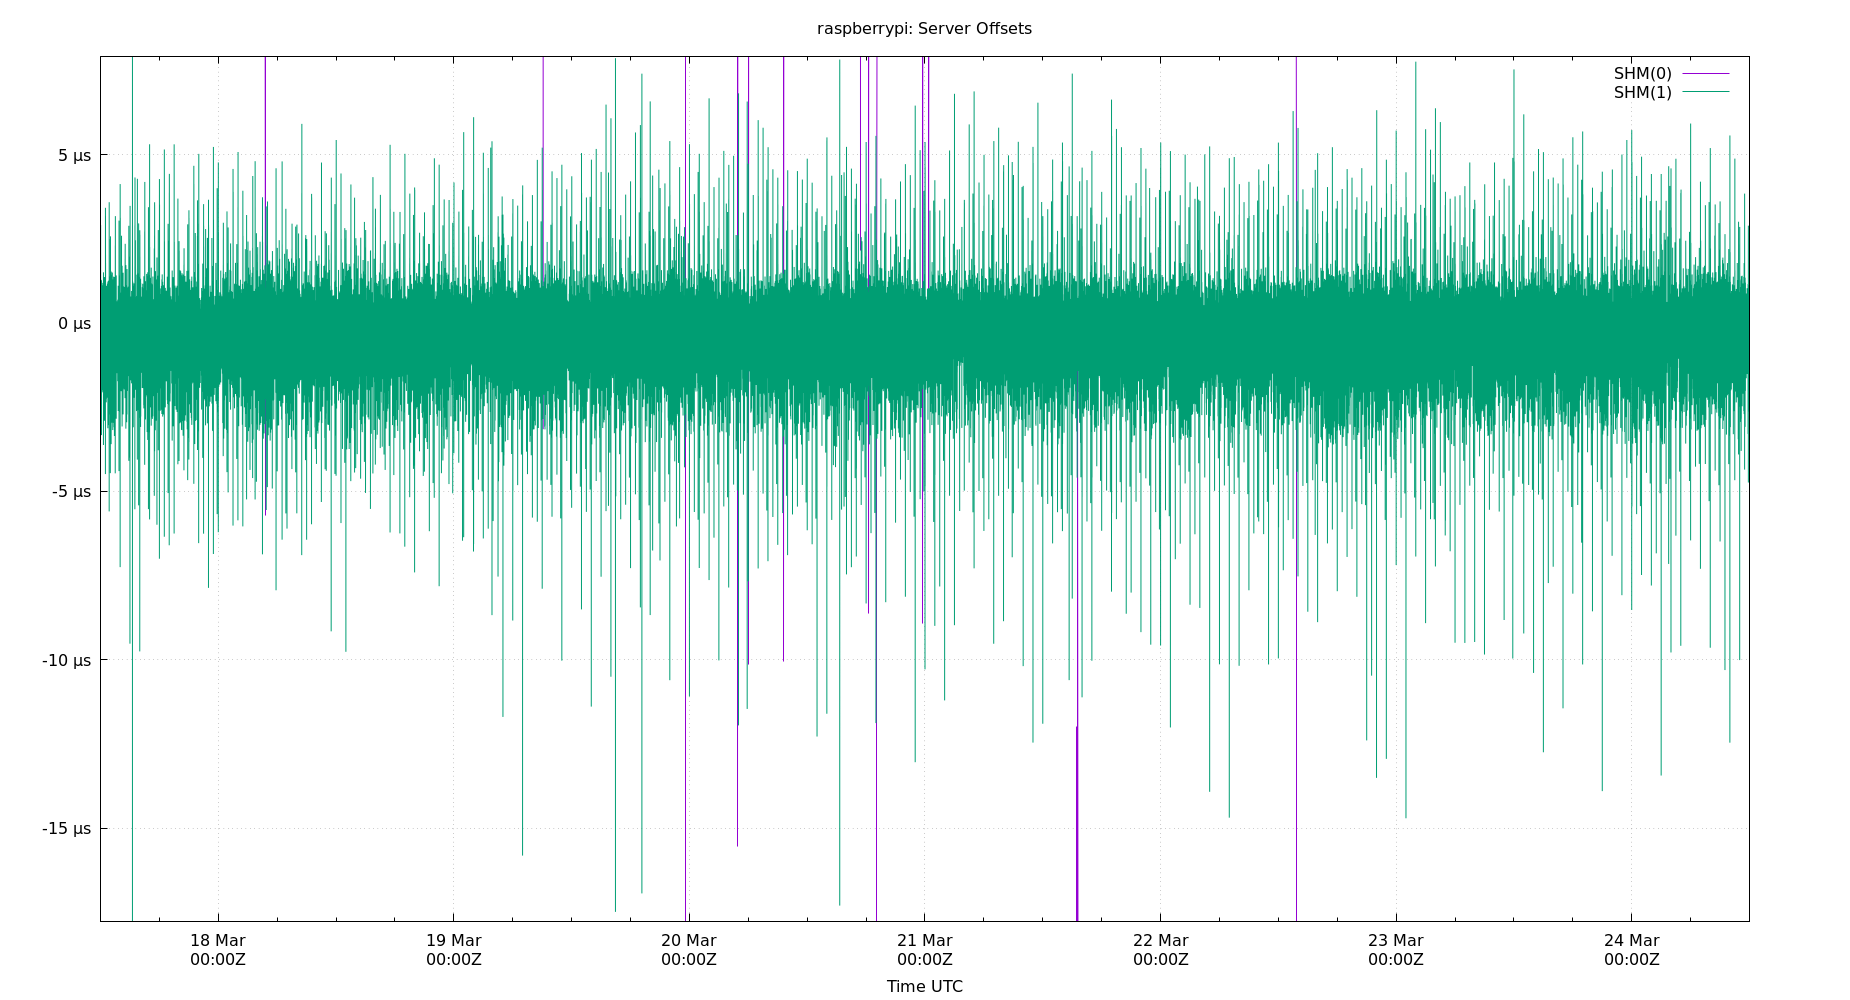 raspberrypi: Server Offsets
SHM(0)
SHM(1)
5 µs
0 µs
-5 µs
-10 µs
-15 µs
18 Mar
00:00Z
19 Mar
00:00Z
20 Mar
00:00Z
21 Mar
00:00Z
22 Mar
00:00Z
23 Mar
00:00Z
24 Mar
00:00Z
Time UTC